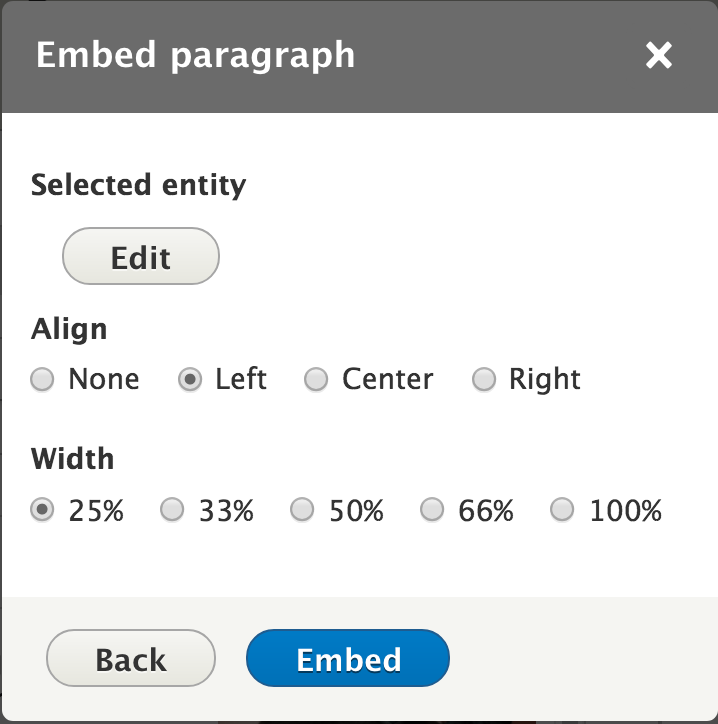 Embed paragraph
Selected entity
Edit
Align
None Left Center Right
Width
25% 33% 50% 66% 100%
Back Embed